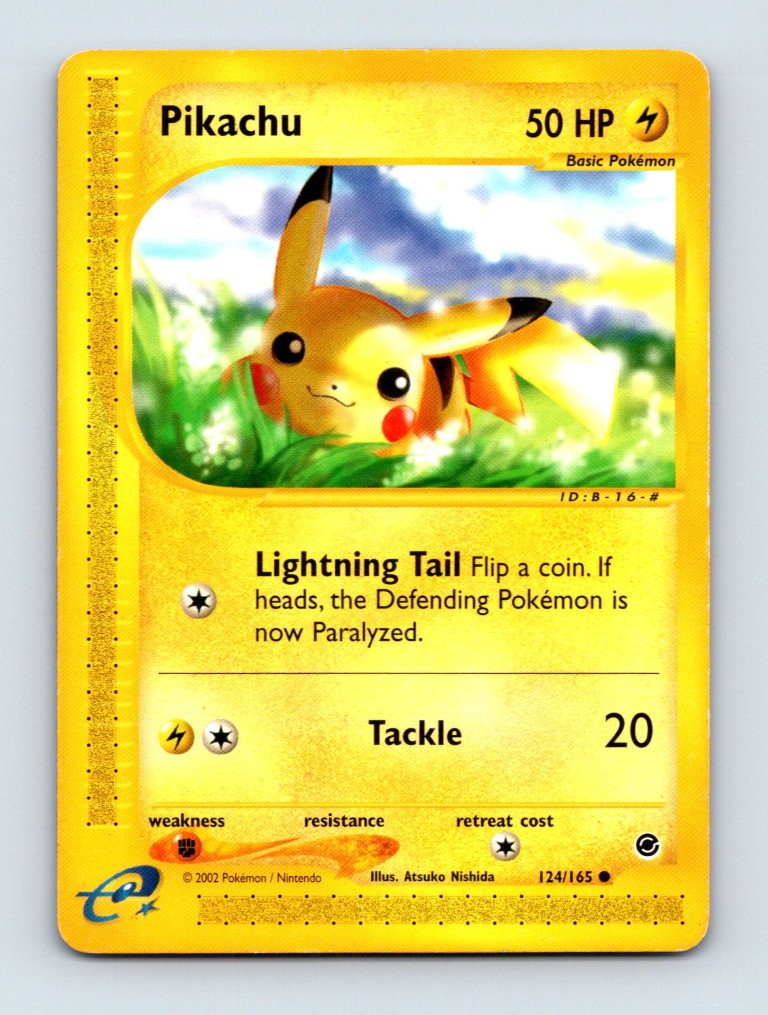 Pikachu 50 HP
Basic Pokémon
ID:B-16-#
Lightning Tail Flip a coin. If
heads, the Defending Pokémon is
now Paralyzed.
Tackle 20
weakness resistance retreat cost
© 2002 Pokémon / Nintendo Illus. Atsuko Nishida 124/165 ●
e